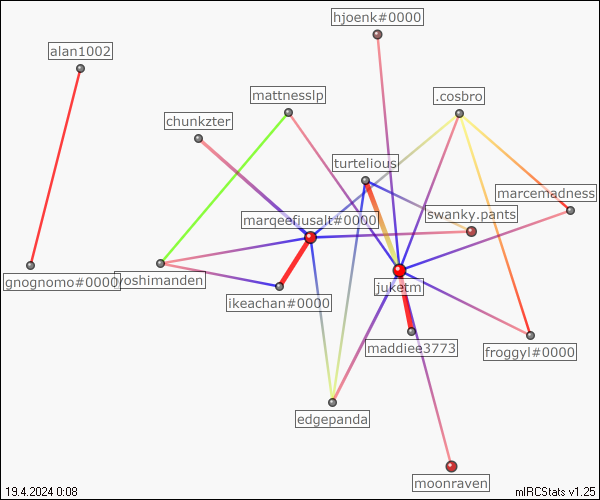 hjoenk#0000
alan1002
mattnesslp
.cosbro
chunkzter
turtelious
marcemadness
marqeefiusalt#0000
swanky.pants
gnognomo#0000
yoshimanden
juketm
ikeachan#0000
maddiee3773
froggyl#0000
edgepanda
moonraven
19.4.2024 0:08
mIRCStats v1.25